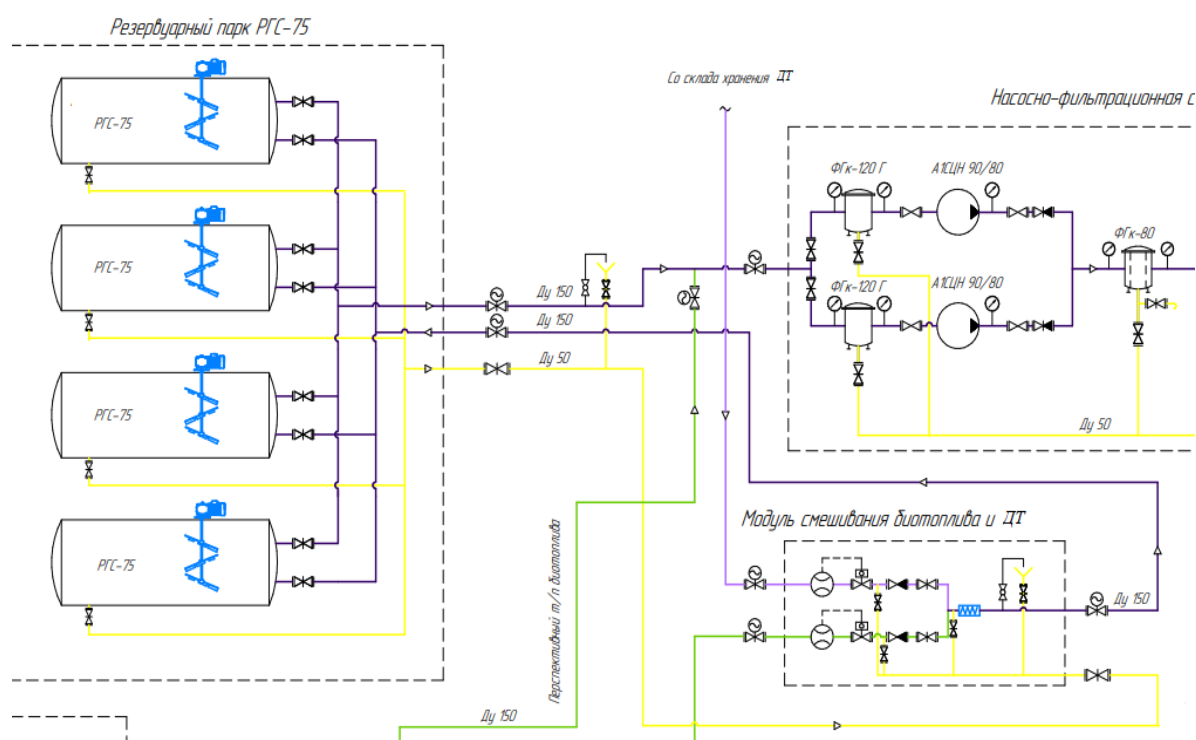 Резервуарный парк РГС-75
Со склада хранения ДТ
Насосно-фильтрационная с
РГС-75
ФГк-120 Г
А1СЦН 90/80
ФГк-80
РГС-75
Ду 150
ФГк-120 Г
А1СЦН 90/80
Ду 150
Ду 50
РГС-75
Ду 50
Модуль смешивания биотоплива и ДТ
РГС-75
Ду 150
Перспективный т/п биотоплива
Ду 150